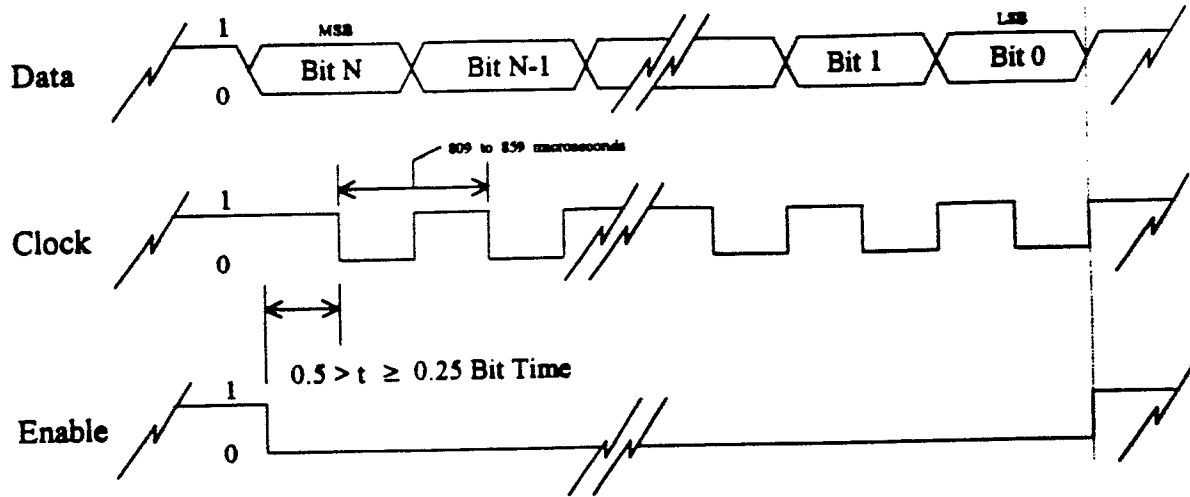 1
MSB
LSB
Data
Bit N
Bit N-1
Bit 1
Bit 0
0
809 to 859 microseconds
1
Clock
0
0.5 > t ≥ 0.25 Bit Time
1
Enable
0